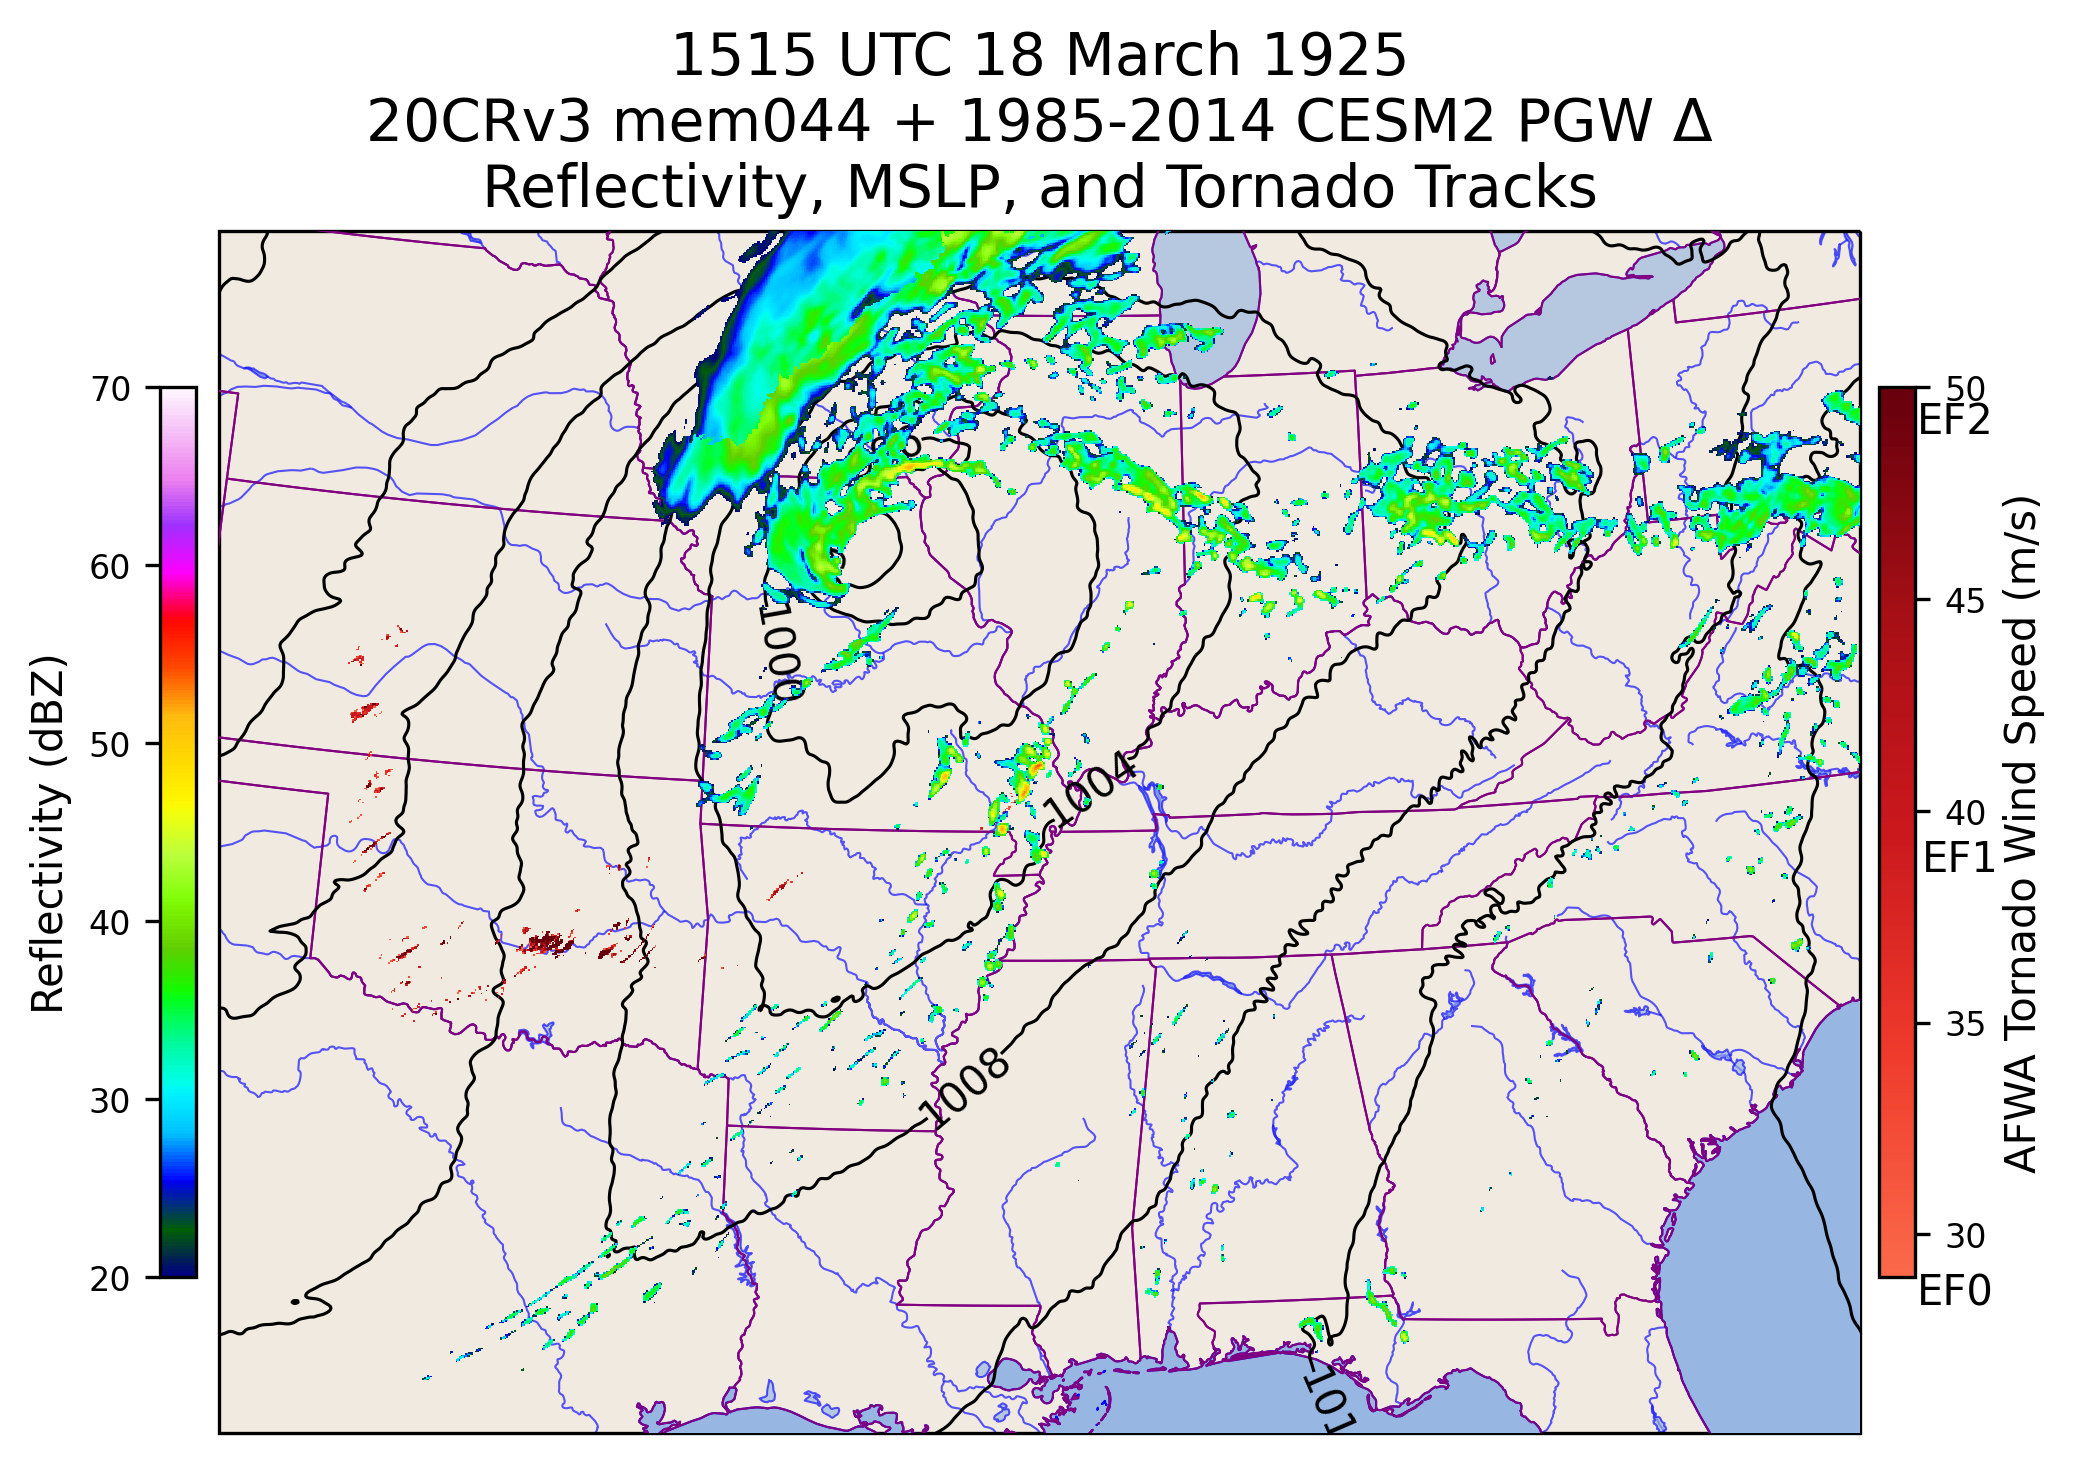 1515 UTC 18 March 1925
20CRv3 mem044 + 1985-2014 CESM2 PGW Δ
Reflectivity, MSLP, and Tornado Tracks
Reflectivity (dBZ)
70
60
50
40
30
20
1000
1004
1008
101
50
EF2
45
40
EF1
35
30
EF0
AFWA Tornado Wind Speed (m/s)